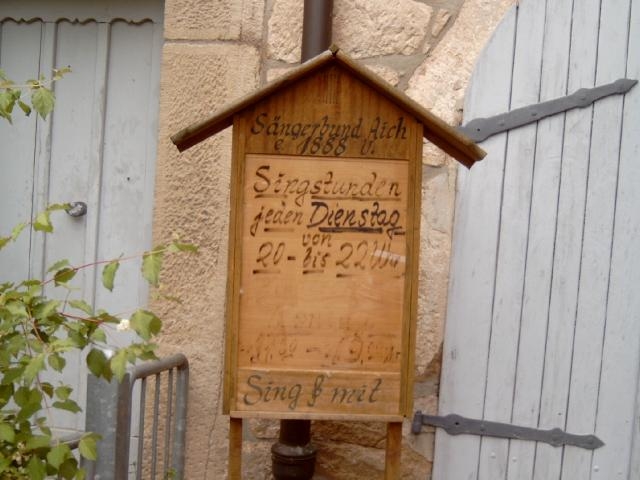 Sängerbund Aich
e. 1888 v.
Singstunden
jeden Dienstag
von
20 - bis 22 Uhr
Sing mit